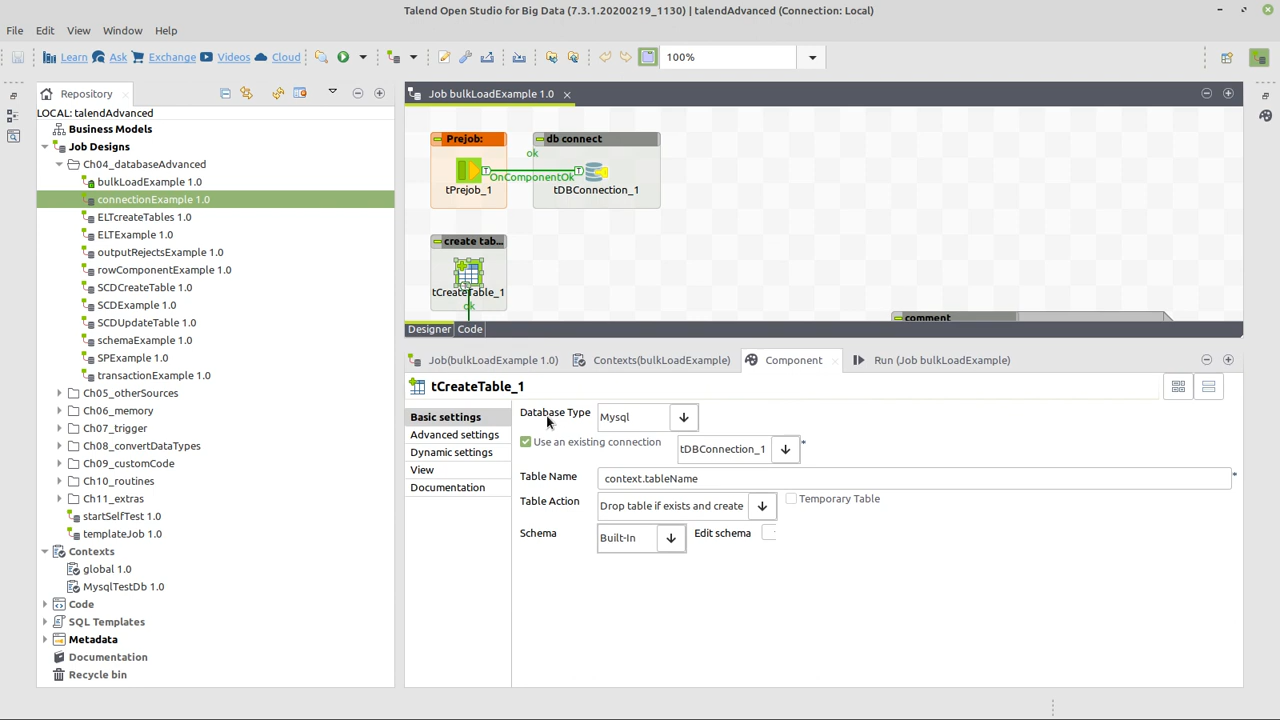 Talend Open Studio for Big Data (7.3.1.20200219_1130) | talendAdvanced (Connection: Local)
File Edit View Window Help
Learn Ask Exchange Videos Cloud 100%
Repository
LOCAL: talendAdvanced
Business Models
Job Designs
Ch04_databaseAdvanced
bulkLoadExample 1.0
connectionExample 1.0
ELTcreateTables 1.0
ELTExample 1.0
outputRejectsExample 1.0
rowComponentExample 1.0
SCDCreateTable 1.0
SCDExample 1.0
SCDUpdateTable 1.0
schemaExample 1.0
SPExample 1.0
transactionExample 1.0
Ch05_otherSources
Ch06_memory
Ch07_trigger
Ch08_convertDataTypes
Ch09_customCode
Ch10_routines
Ch11_extras
startSelfTest 1.0
templateJob 1.0
Contexts
global 1.0
MysqlTestDb 1.0
Code
SQL Templates
Metadata
Documentation
Recycle bin
Job bulkLoadExample 1.0
Prejob: db connect
ok
OnComponentOk
tPrejob_1 tDBConnection_1
create tab...
tCreateTable_1
ok
comment
Designer Code
Job(bulkLoadExample 1.0) Contexts(bulkLoadExample) Component Run (Job bulkLoadExample)
tCreateTable_1
Basic settings
Advanced settings
Dynamic settings
View
Documentation
Database Type Mysql
Use an existing connection tDBConnection_1 *
Table Name context.tableName *
Table Action Drop table if exists and create Temporary Table
Schema Built-In Edit schema